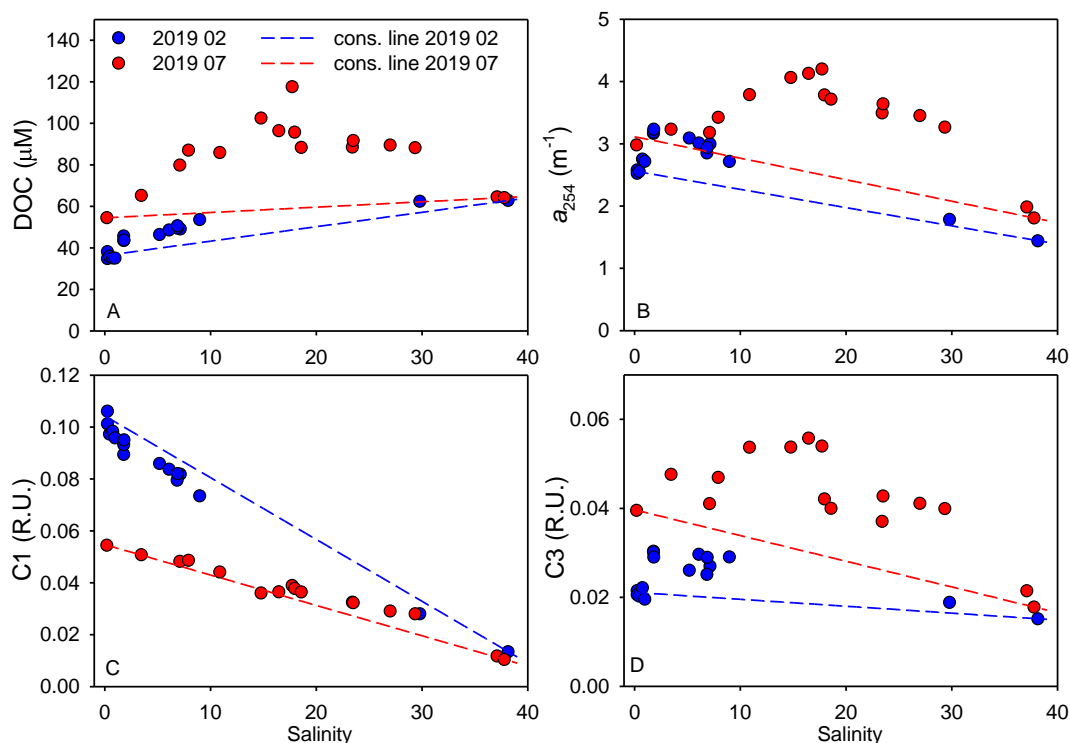 DOC (μM)
140
120
100
80
60
40
20
0
2019 02 cons. line 2019 02
2019 07 cons. line 2019 07
A
0 10 20 30 40
a254 (m-1)
5
4
3
2
1
0
B
0 10 20 30 40
Salinity Salinity
C1 (R.U.)
0.12
0.10
0.08
0.06
0.04
0.02
0.00
C
0 10 20 30 40
Salinity
C3 (R.U.)
0.06
0.04
0.02
0.00
D
0 10 20 30 40
Salinity